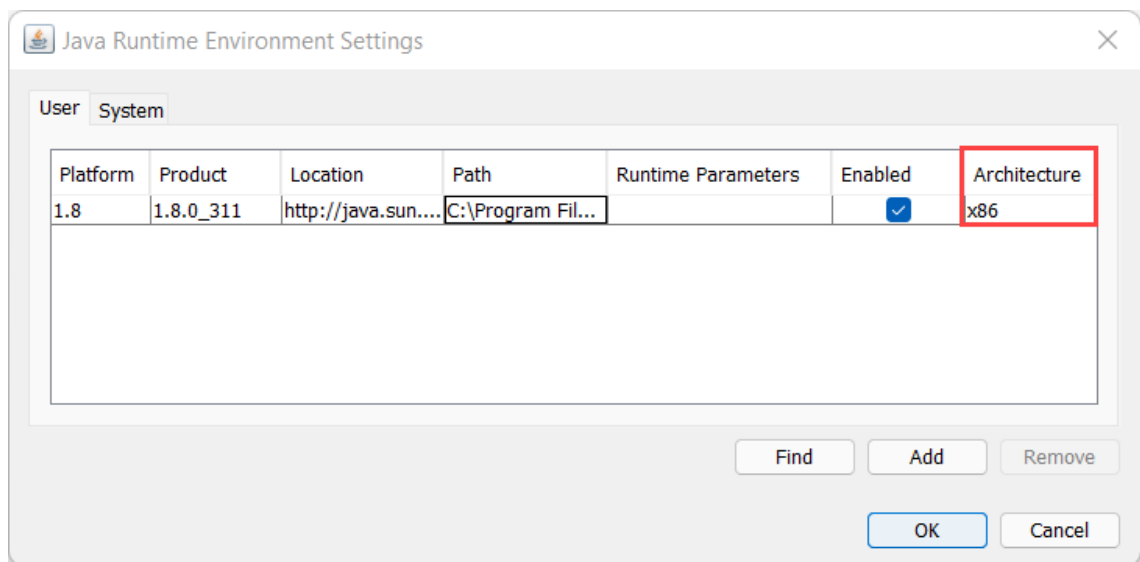 Java Runtime Environment Settings
User System
Platform Product Location Path Runtime Parameters Enabled Architecture
1.8 1.8.0_311 http://java.sun.... C:\Program Fil... x86
Find Add Remove
OK Cancel